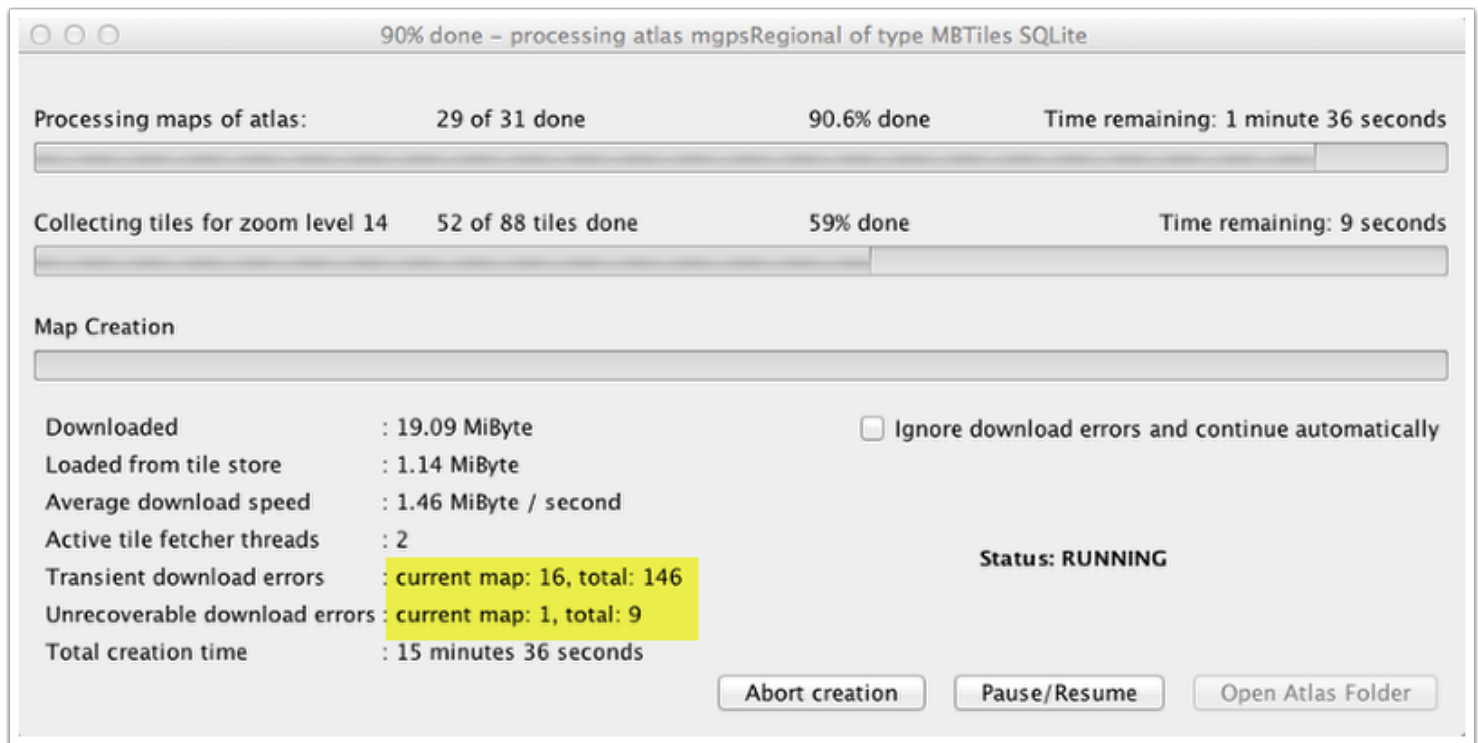 90% done – processing atlas mgpsRegional of type MBTiles SQLite
Processing maps of atlas: 29 of 31 done 90.6% done Time remaining: 1 minute 36 seconds
Collecting tiles for zoom level 14 52 of 88 tiles done 59% done Time remaining: 9 seconds
Map Creation
Downloaded : 19.09 MiByte Ignore download errors and continue automatically
Loaded from tile store : 1.14 MiByte
Average download speed : 1.46 MiByte / second
Active tile fetcher threads : 2
Status: RUNNING
Transient download errors : current map: 16, total: 146
Unrecoverable download errors : current map: 1, total: 9
Total creation time : 15 minutes 36 seconds
Abort creation Pause/Resume Open Atlas Folder